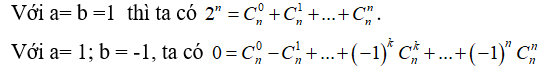 Với a= b =1 thì ta có $2^n = C_n^0 + C_n^1 + ... + C_n^n$.
Với a= 1; b = -1, ta có $0 = C_n^0 - C_n^1 + ... + (-1)^k C_n^k + ... + (-1)^n C_n^n$